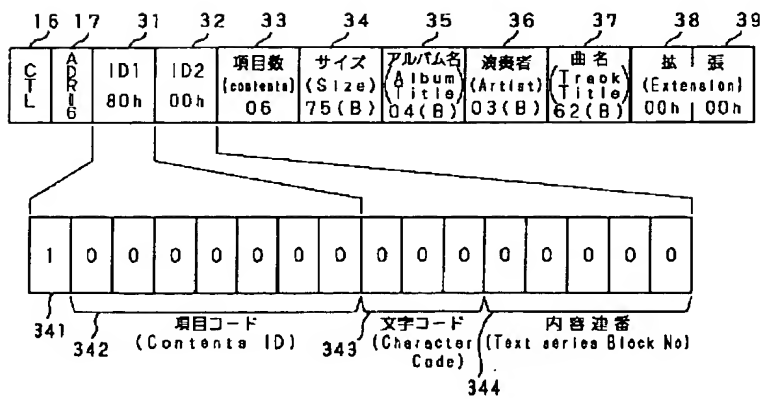 16 17 31 32 33 34 35 36 37 38 39
CTL ADR16 ID1 ID2 項目数 サイズ アルバム名 演奏者 曲名 拡張
(contents) (Size) (Album Title) (Artist) (Track Title) (Extension)
80h 00h 06 75(B) 04(B) 03(B) 62(B) 00h 00h
1 0 0 0 0 0 0 0 0 0 0 0 0 0 0 0
341 342 項目コード 343 文字コード 344 内容連番
(Contents ID) (Character Code) (Text series Block No)